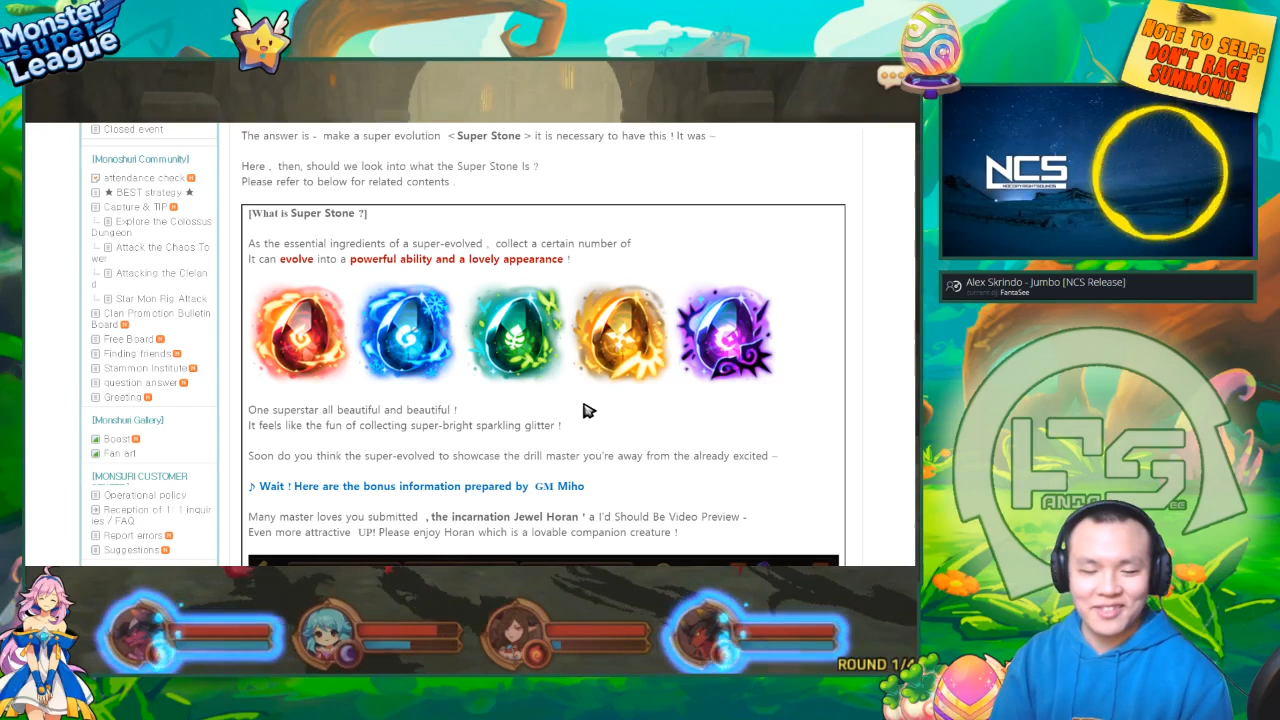 Monster
super
League
NOTE TO SELF:
DON'T RAGE
SUMMON!!
Closed event
[Monoshuri Community]
attendance check N
★ BEST strategy ★
Capture & TIP N
Explore the Colossus
Dungeon
Attack the Chaos To
wer
Attacking the Clelan
d
Star Mon Rig Attack
Clan Promotion Bulletin
Board N
Free Board N
Finding friends N
Stammon Institute N
question answer N
Greeting N
[Monshuri Gallery]
Boast N
Fan art
[MONSURI CUSTOMER
Operational policy
Reception of 1: 1 inquir
ies / FAQ
Report errors N
Suggestions N
The answer is - make a super evolution < Super Stone > it is necessary to have this ! It was ~
Here , then, should we look into what the Super Stone Is ?
Please refer to below for related contents .
[What is Super Stone ?]
As the essential ingredients of a super-evolved , collect a certain number of
It can evolve into a powerful ability and a lovely appearance !
One superstar all beautiful and beautiful !
It feels like the fun of collecting super-bright sparkling glitter !
Soon do you think the super-evolved to showcase the drill master you're away from the already excited ~
♪ Wait ! Here are the bonus information prepared by GM Miho
Many master loves you submitted , the incarnation Jewel Horan ' a I'd Should Be Video Preview -
Even more attractive UP! Please enjoy Horan which is a lovable companion creature !
ROUND 1/4
NCS
NOCOPYRIGHTSOUNDS
Alex Skrindo - Jumbo [NCS Release]
current dj: FantaSee
FS
FANTA
SEE